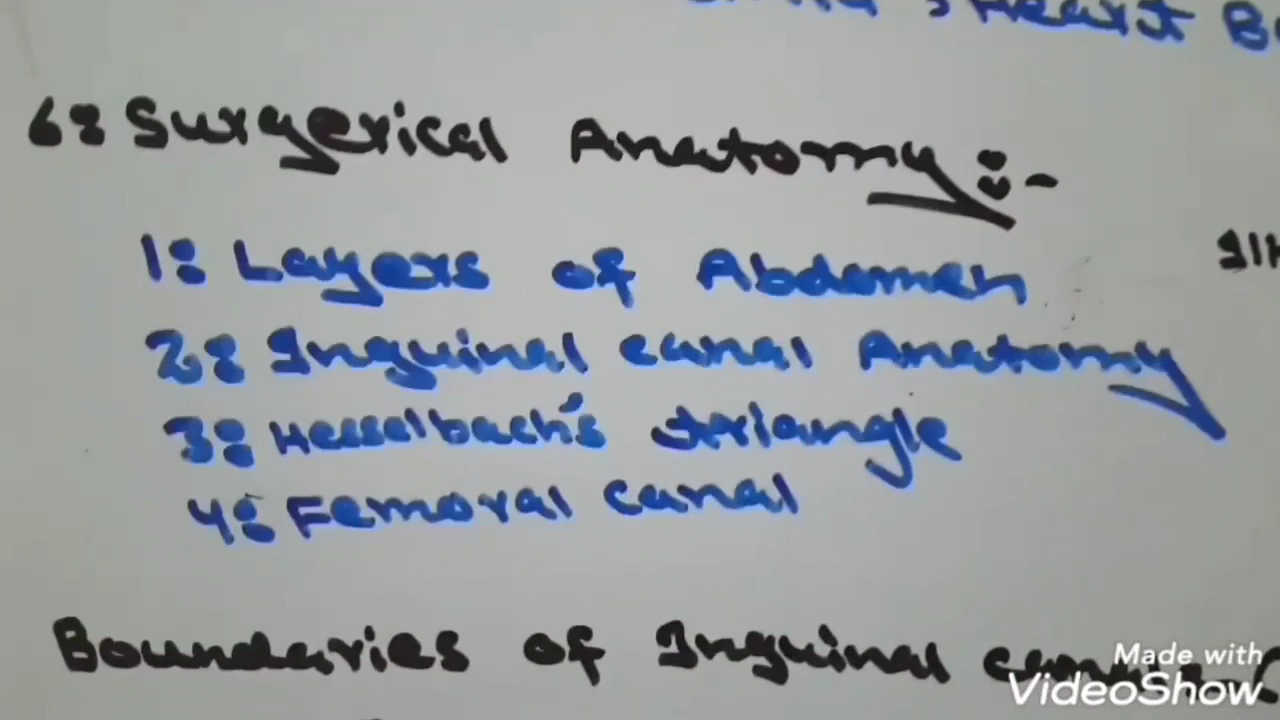 Heart
6: Surgerical Anatomy :-
1: Layers of Abdomen
2: Inguinal canal Anatomy
3: Hesselbach's triangle
4: Femoral canal
Boundaries of Inguinal
Made with
VideoShow